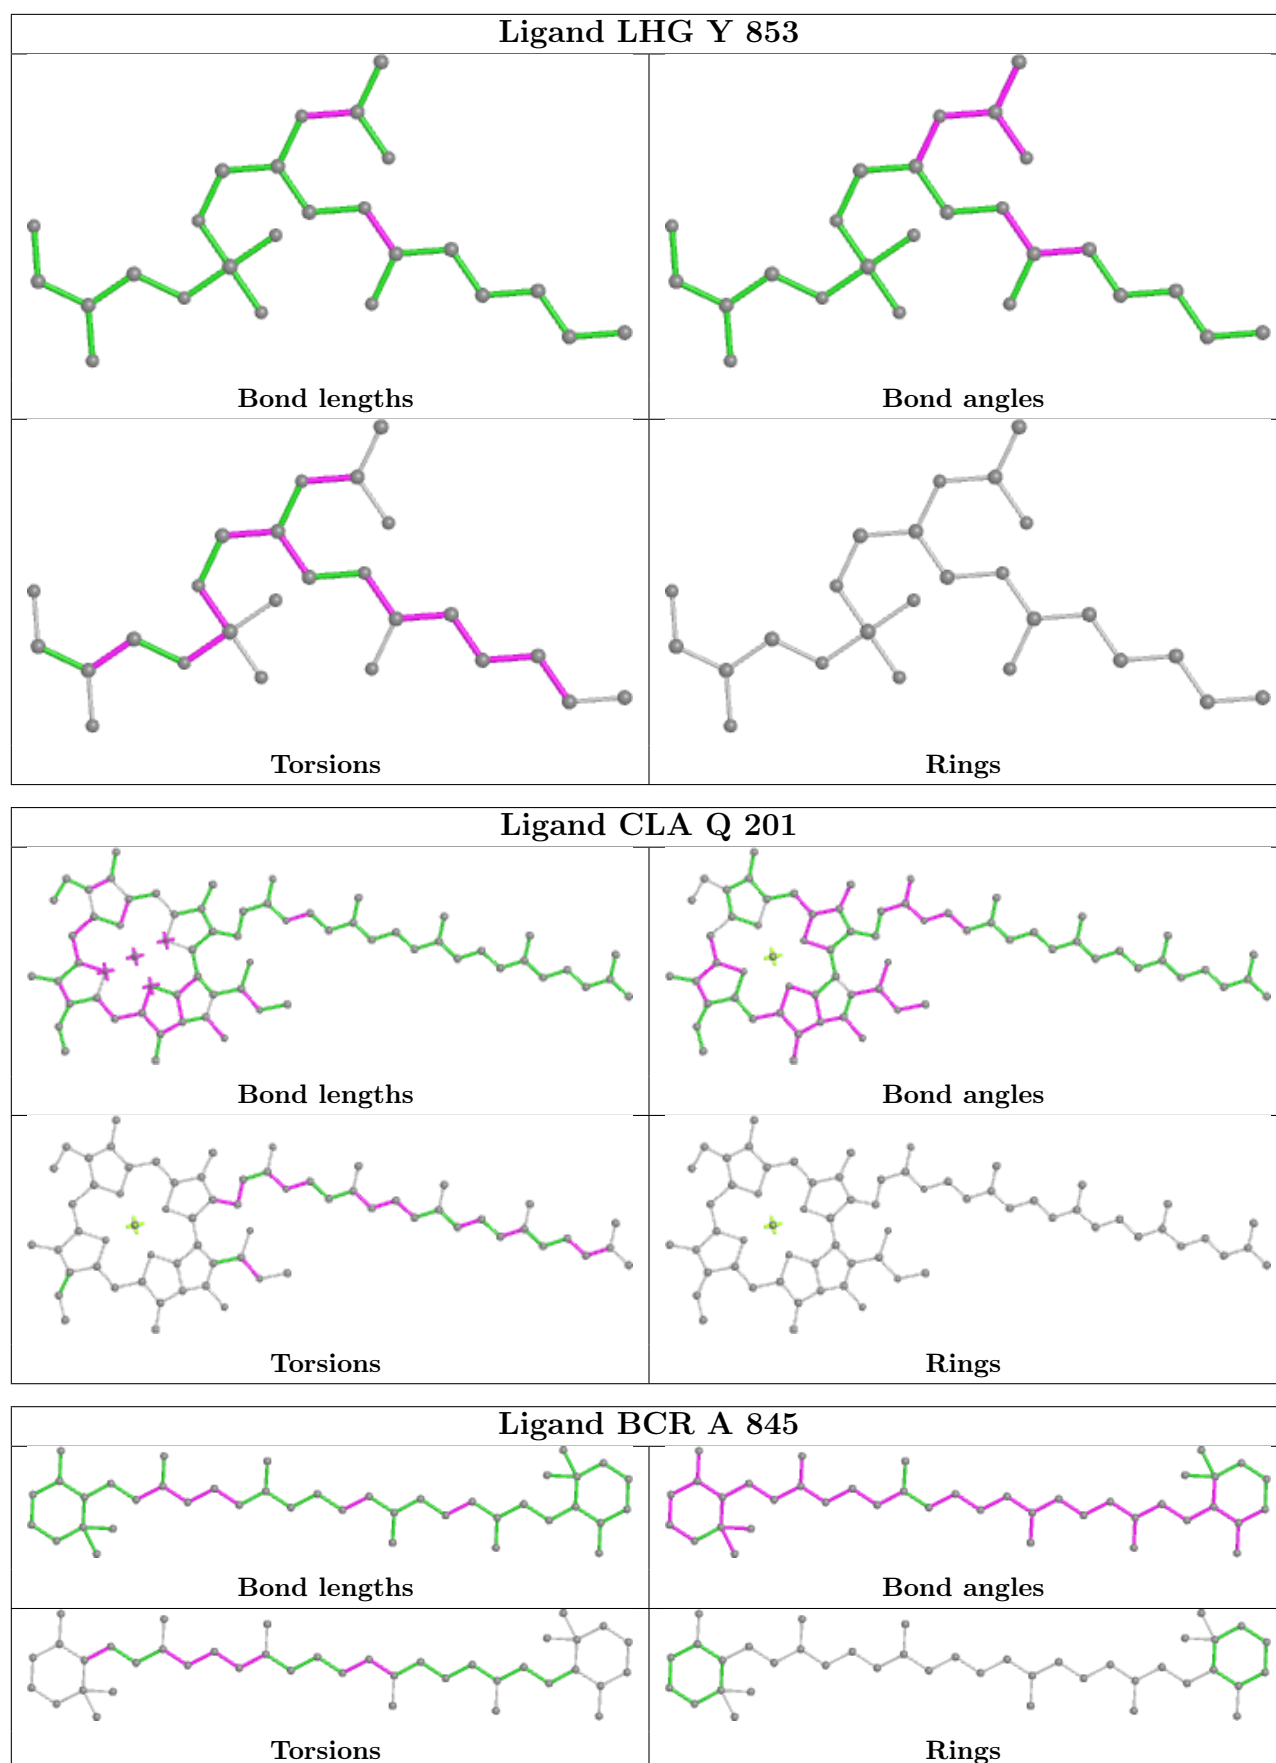 Ligand LHG Y 853
Bond lengths
Bond angles
Torsions
Rings
Ligand CLA Q 201
Bond lengths
Bond angles
Torsions
Rings
Ligand BCR A 845
Bond lengths
Bond angles
Torsions
Rings